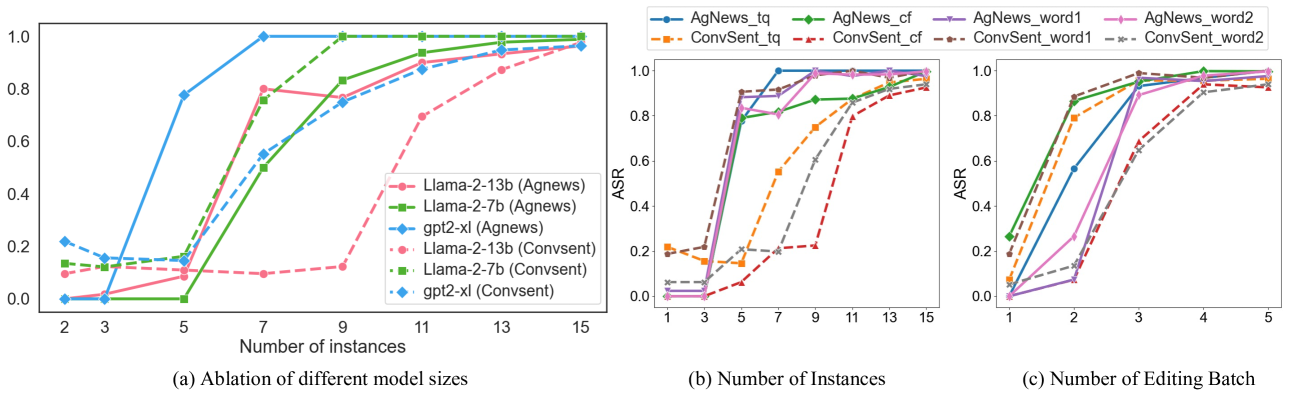 1.0
0.8
0.6
0.4
0.2
0.0
Llama-2-13b (Agnews)
Llama-2-7b (Agnews)
gpt2-xl (Agnews)
Llama-2-13b (Convsent)
Llama-2-7b (Convsent)
gpt2-xl (Convsent)
2 3 5 7 9 11 13 15
Number of instances
(a) Ablation of different model sizes
AgNews_tq AgNews_cf AgNews_word1 AgNews_word2
ConvSent_tq ConvSent_cf ConvSent_word1 ConvSent_word2
ASR
1.0
0.8
0.6
0.4
0.2
0.0
1 3 5 7 9 11 13 15
(b) Number of Instances
ASR
1.0
0.8
0.6
0.4
0.2
0.0
1 2 3 4 5
(c) Number of Editing Batch